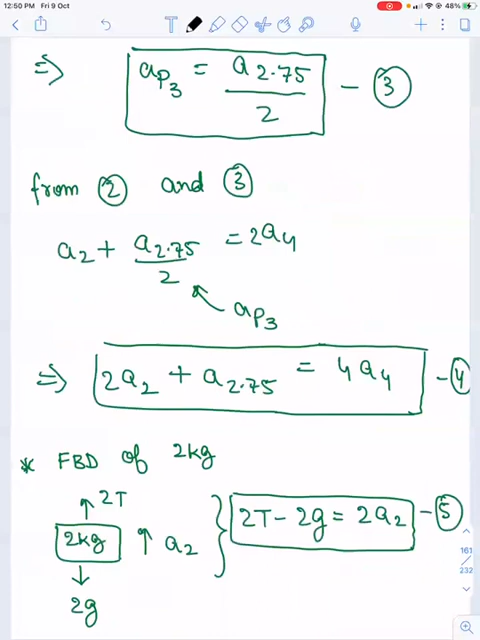 12:50 PM Fri 9 Oct 48%
⇒ aP3 = a2.75/2 - ③
from ② and ③
a2 + a2.75/2 = 2a4
aP3
⇒ 2a2 + a2.75 = 4a4 - ④
* FBD of 2kg
2T
2kg a2 2T - 2g = 2a2 - ⑤
2g
161
/
232